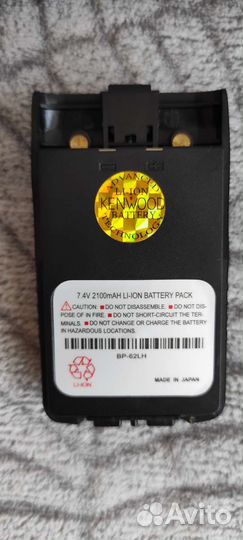 ADVANCED
LI-ION
KENWOOD
BATTERY
TECHNOLOGY
7.4V 2100mAH LI-ION BATTERY PACK
CAUTION: ■ DO NOT DISASSEMBLE. ■ DO NOT DIS-
POSE OF IN FIRE. ■ DO NOT SHORT-CIRCUIT THE TER-
MINALS. ■ DO NOT CHANGE OR CHARGE THE BATTERY
IN HAZARDOUS LOCATIONS.
BP-62LH
LI-ION
MADE IN JAPAN
Avito